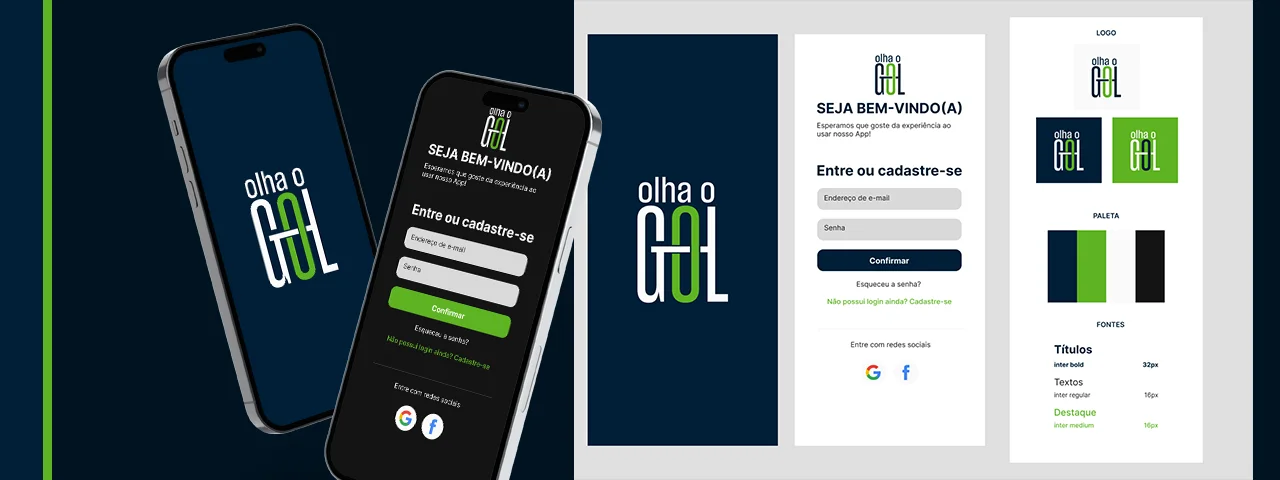 olha o
GOL
olha o
GOL
SEJA BEM-VINDO(A)
Esperamos que goste da experiência ao
usar nosso App!
Entre ou cadastre-se
Endereço de e-mail
Senha
Confirmar
Esqueceu a senha?
Não possui login ainda? Cadastre-se
Entre com redes sociais
G
f
olha o
GOL
olha o
GOL
SEJA BEM-VINDO(A)
Esperamos que goste da experiência ao
usar nosso App!
Entre ou cadastre-se
Endereço de e-mail
Senha
Confirmar
Esqueceu a senha?
Não possui login ainda? Cadastre-se
Entre com redes sociais
G
f
LOGO
olha o
GOL
olha o
GOL
olha o
GOL
PALETA
FONTES
Títulos
inter bold 32px
Textos
inter regular 16px
Destaque
inter medium 16px